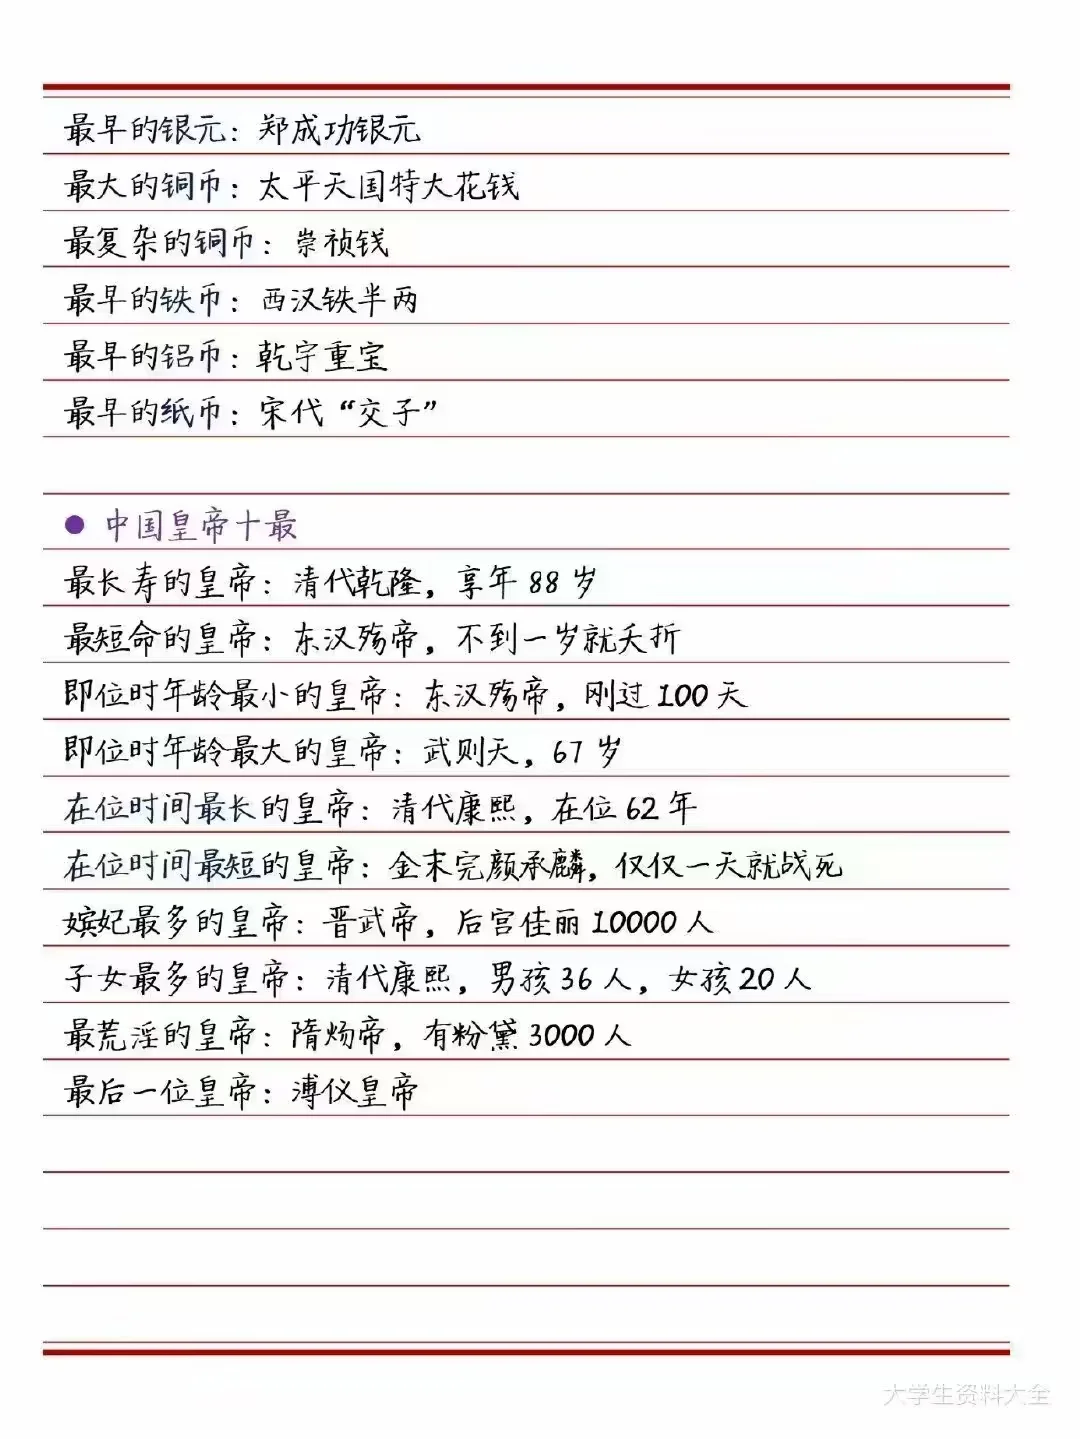 最早的银元：郑成功银元
最大的铜币：太平天国特大花钱
最复杂的铜币：崇祯钱
最早的铁币：西汉铁半两
最早的铝币：乾宇重宝
最早的纸币：宋代“交子”
● 中国皇帝十最
最长寿的皇帝：清代乾隆，享年 88 岁
最短命的皇帝：东汉殇帝，不到一岁就夭折
即位时年龄最小的皇帝：东汉殇帝，刚过 100 天
即位时年龄最大的皇帝：武则天，67 岁
在位时间最长的皇帝：清代康熙，在位 62 年
在位时间最短的皇帝：金末完颜承麟，仅仅一天就战死
嫔妃最多的皇帝：晋武帝，后宫佳丽 10000 人
子女最多的皇帝：清代康熙，男孩 36 人，女孩 20 人
最荒淫的皇帝：隋炀帝，有粉黛 3000 人
最后一位皇帝：溥仪皇帝
大学生资料大全